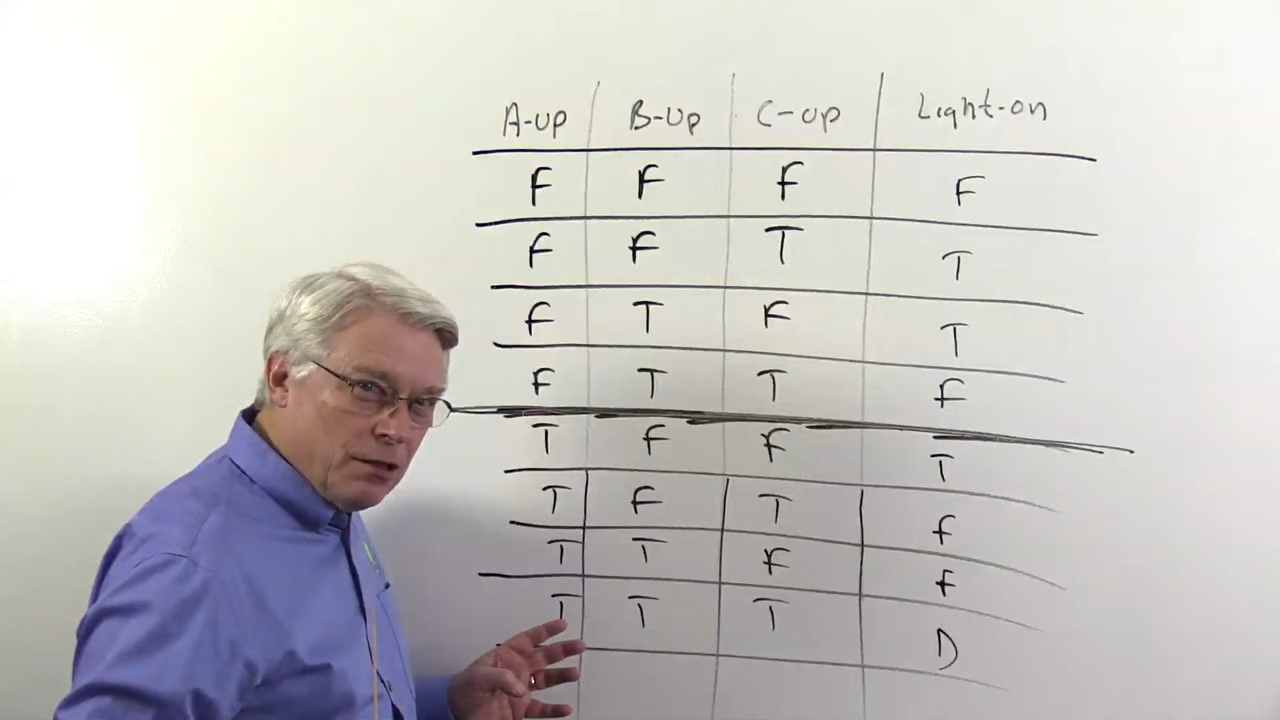 A-up B-up C-up Light-on
F F F F
F F T T
F T F T
F T T F
T F F T
T F T F
T T F F
T T T D